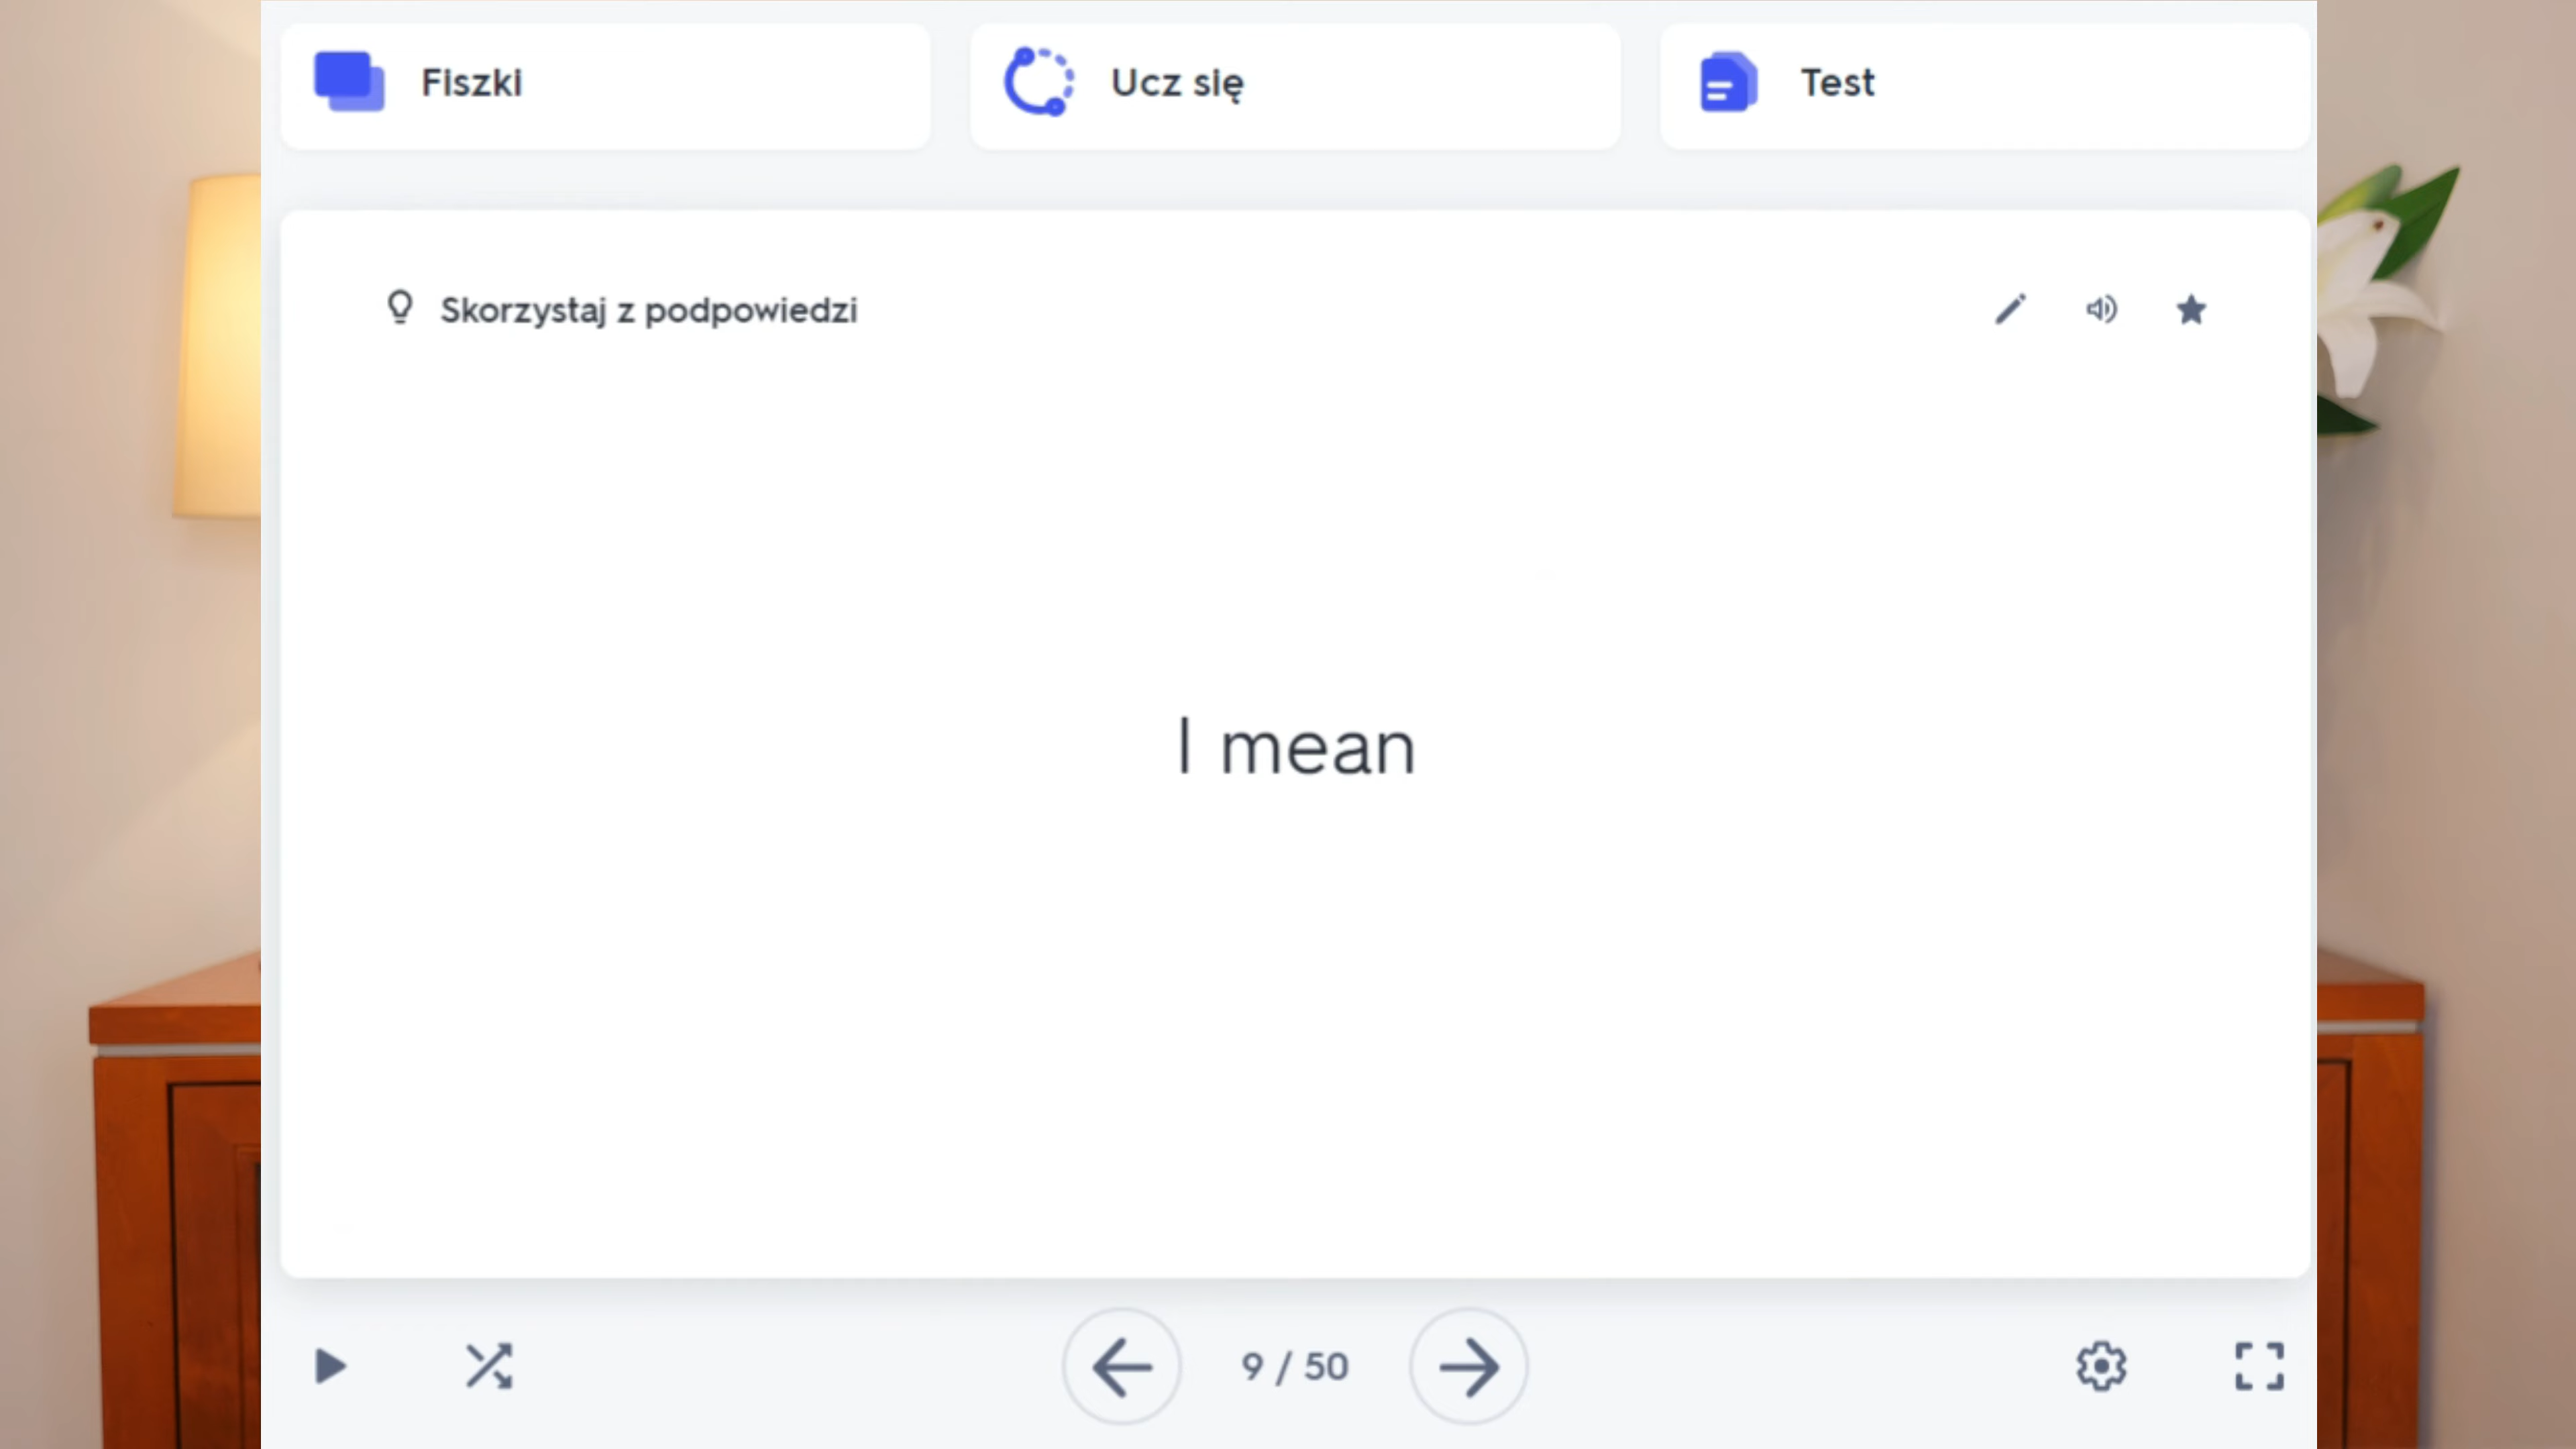 Fiszki
Ucz się
Test
Skorzystaj z podpowiedzi
I mean
9 / 50